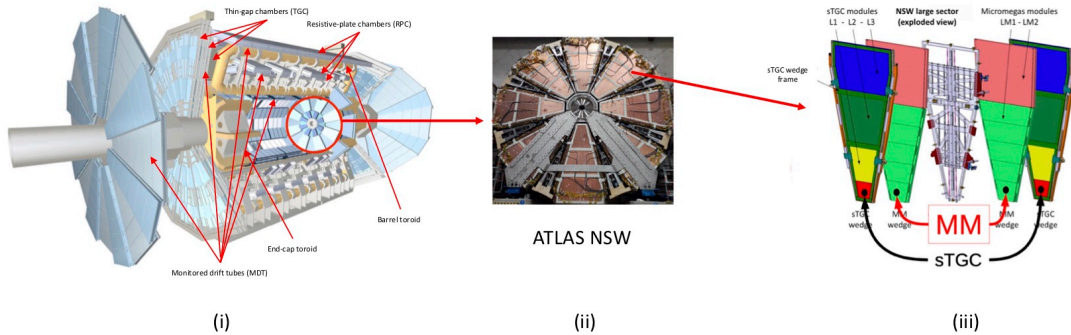 Thin-gap chambers (TGC)
Resistive-plate chambers (RPC)
Barrel toroid
End-cap toroid
Monitored drift tubes (MDT)
(i)
ATLAS NSW
(ii)
sTGC modules
L1 - L2 - L3
NSW large sector
(exploded view)
Micromegas modules
LM1 - LM2
sTGC wedge
frame
sTGC
wedge
MM
wedge
MM
MM
wedge
sTGC
wedge
sTGC
(iii)